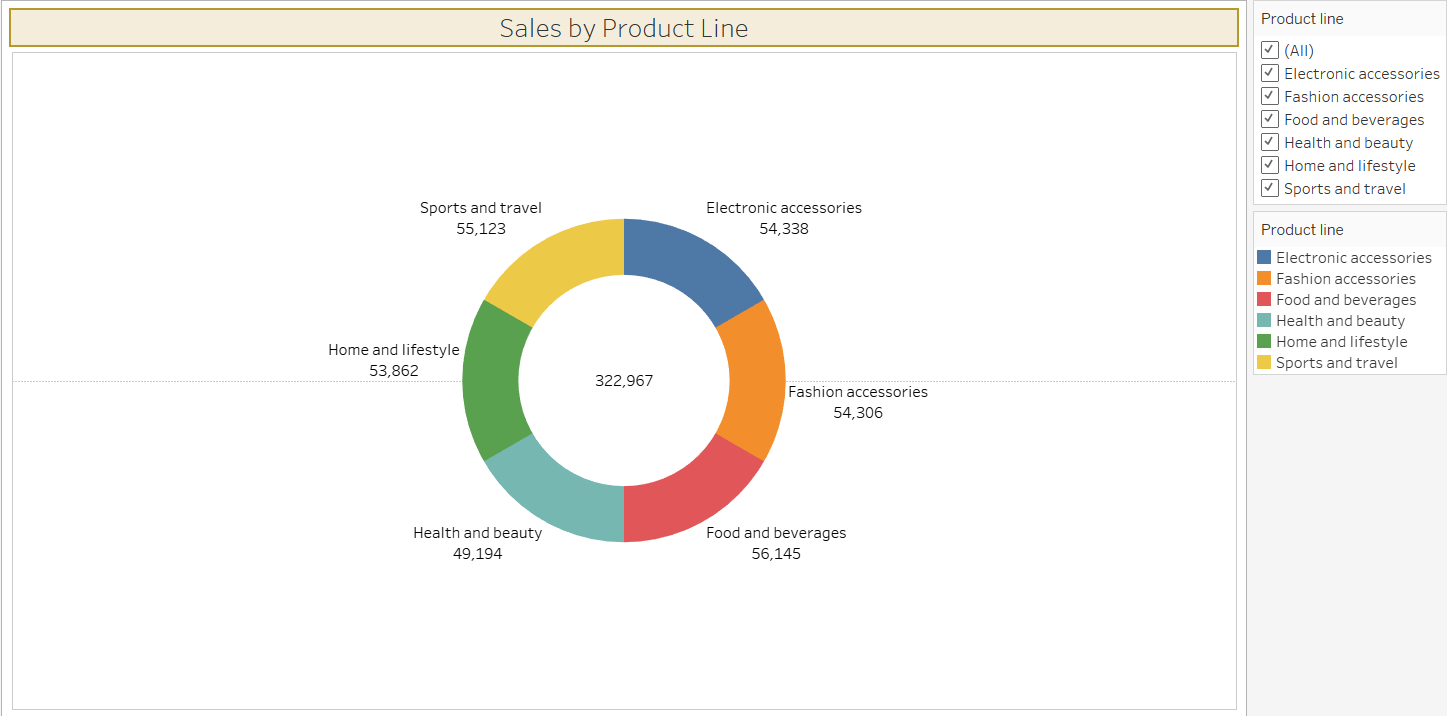 Sales by Product Line
Sports and travel
55,123
Electronic accessories
54,338
Home and lifestyle
53,862
322,967
Fashion accessories
54,306
Health and beauty
49,194
Food and beverages
56,145
Product line
(All)
Electronic accessories
Fashion accessories
Food and beverages
Health and beauty
Home and lifestyle
Sports and travel
Product line
Electronic accessories
Fashion accessories
Food and beverages
Health and beauty
Home and lifestyle
Sports and travel